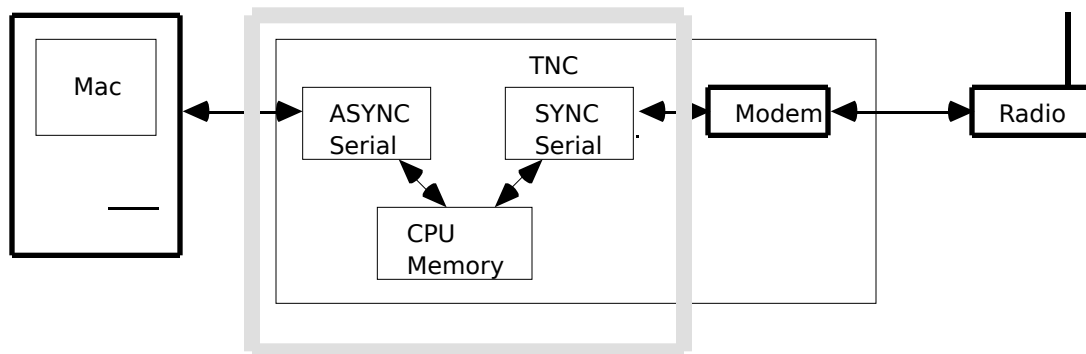 TNC
Mac
ASYNC
Serial
SYNC
Serial
Modem
Radio
CPU
Memory